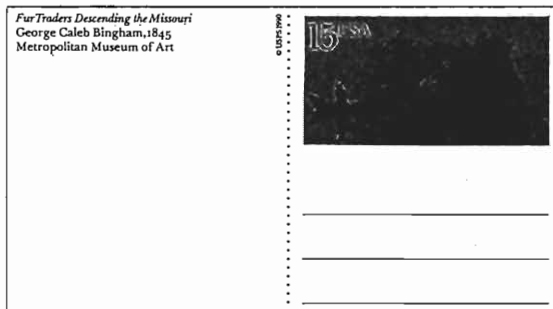 Fur Traders Descending the Missouri
George Caleb Bingham, 1845
Metropolitan Museum of Art
© USPS 1990
15 USA